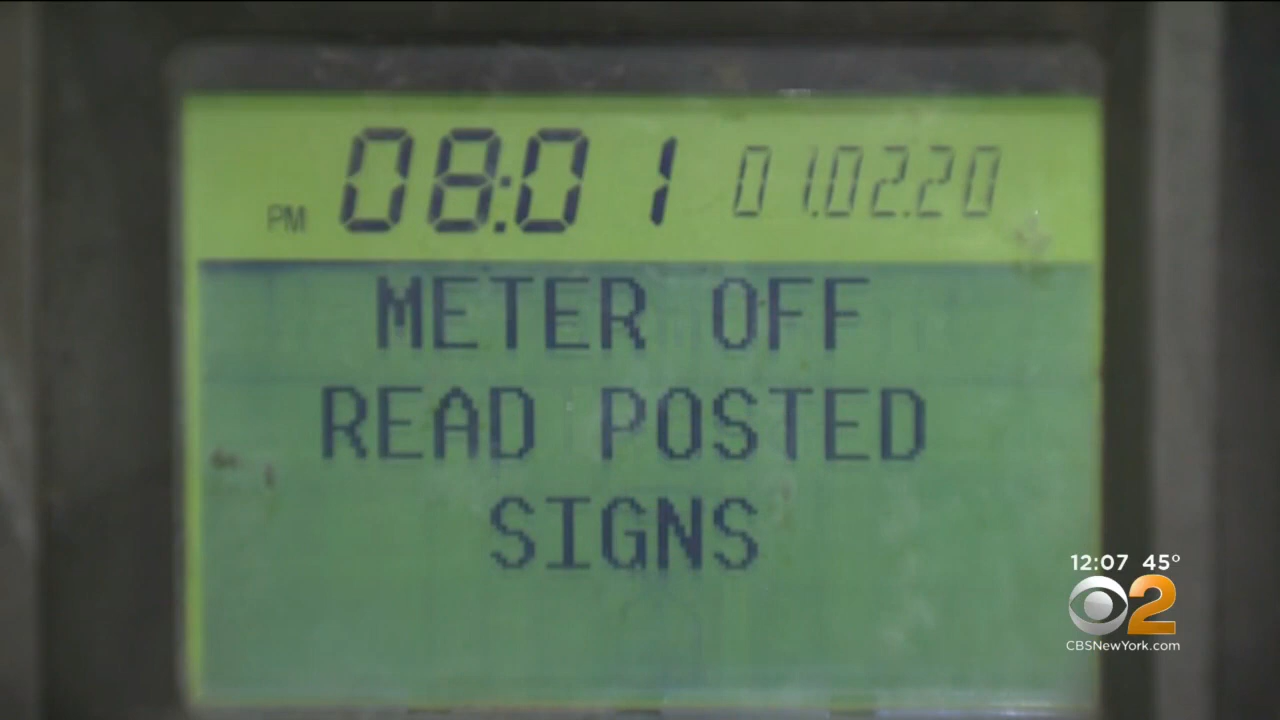 PM 08:01 01.02.20
METER OFF
READ POSTED
SIGNS
12:07 45°
2
CBSNewYork.com